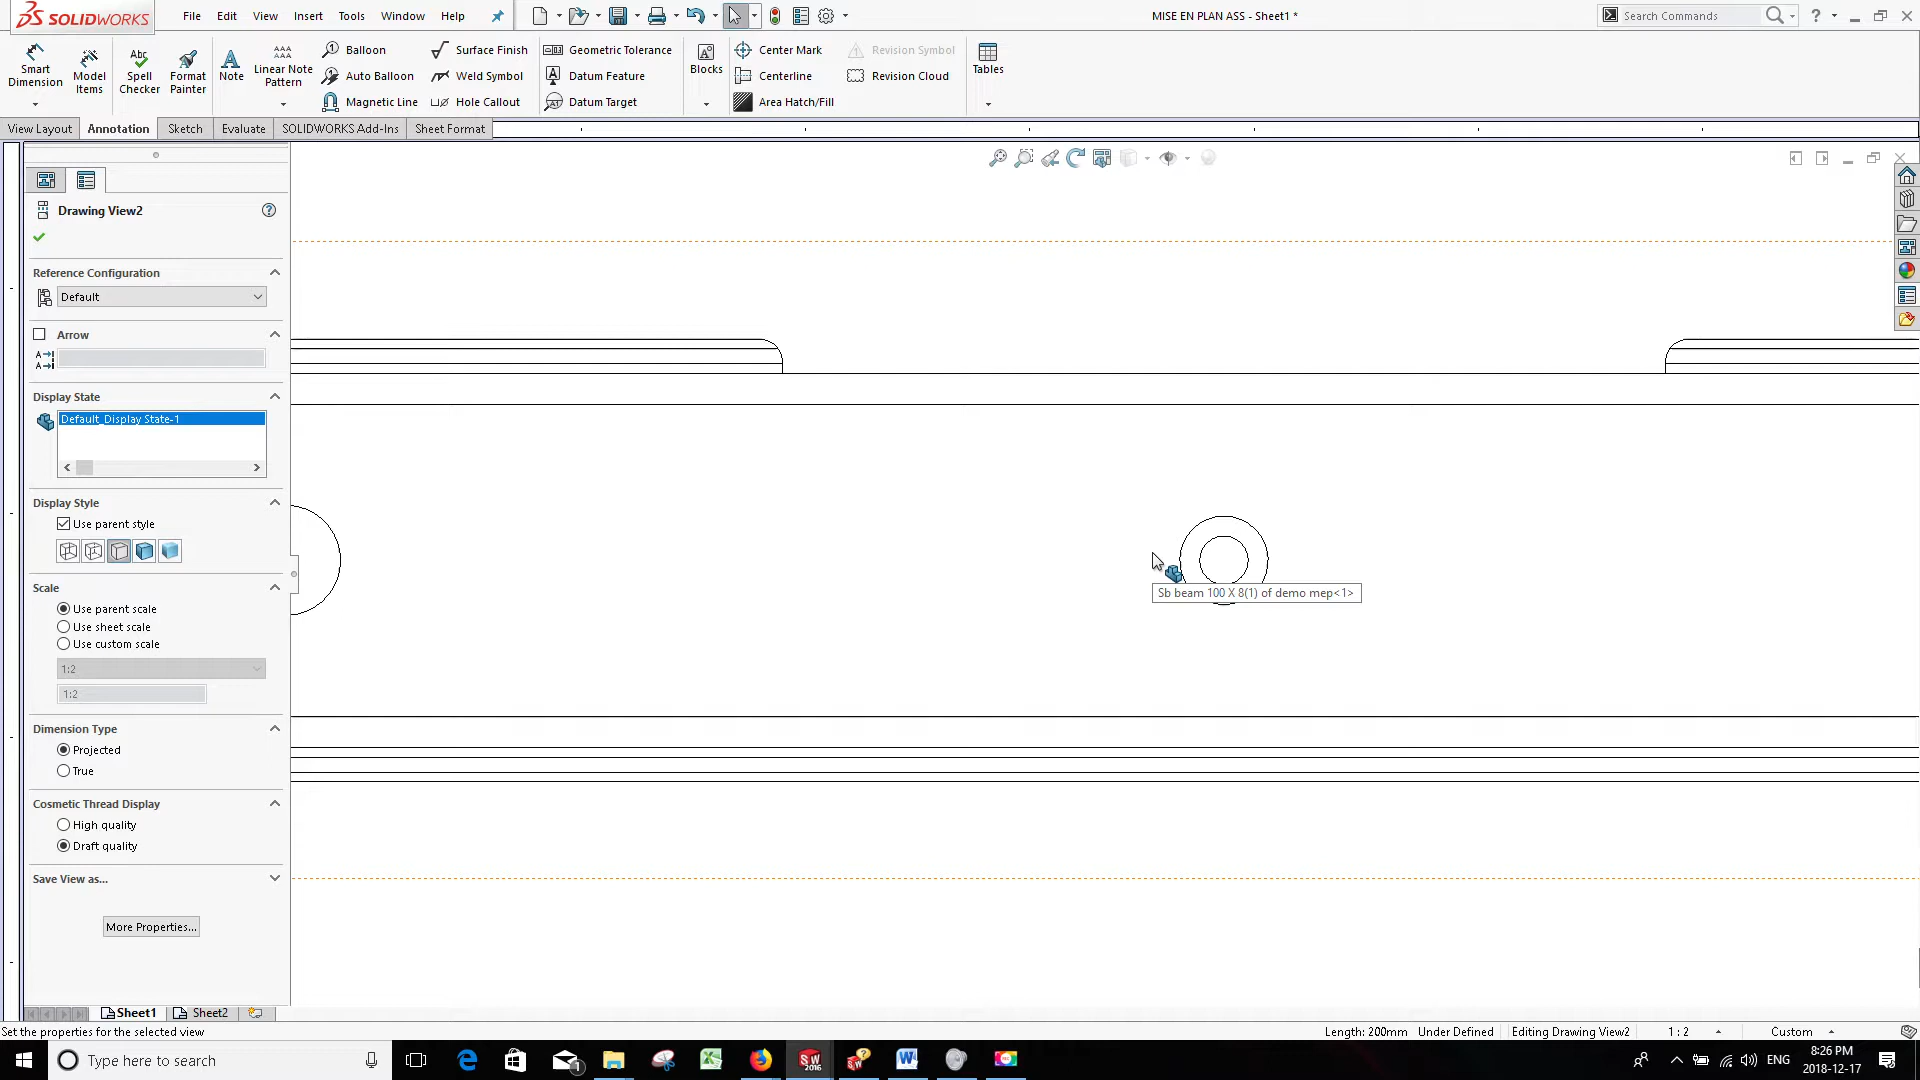 SOLIDWORKS
File Edit View Insert Tools Window Help
MISE EN PLAN ASS - Sheet1 *
Search Commands
Smart Dimension
Model Items
Spell Checker
Format Painter
Note
Linear Note Pattern
Balloon
Auto Balloon
Magnetic Line
Surface Finish
Weld Symbol
Hole Callout
Geometric Tolerance
Datum Feature
Datum Target
Blocks
Center Mark
Centerline
Area Hatch/Fill
Revision Symbol
Revision Cloud
Tables
View Layout Annotation Sketch Evaluate SOLIDWORKS Add-Ins Sheet Format
Drawing View2
Reference Configuration
Default
Arrow
Display State
Default_Display State-1
Display Style
Use parent style
Scale
Use parent scale
Use sheet scale
Use custom scale
1:2
1:2
Dimension Type
Projected
True
Cosmetic Thread Display
High quality
Draft quality
Save View as...
More Properties...
Sb beam 100 X 8(1) of demo mep<1>
Sheet1 Sheet2
Set the properties for the selected view
Length: 200mm Under Defined Editing Drawing View2 1 : 2 Custom
Type here to search
ENG
8:26 PM
2018-12-17